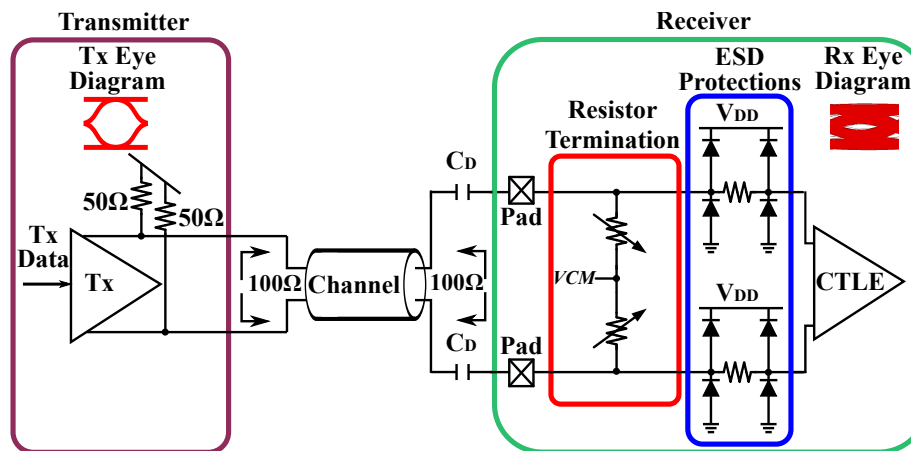 Transmitter
Receiver
Tx Eye
Diagram
ESD
Protections
Rx Eye
Diagram
Resistor
Termination
VDD
CD
50Ω
50Ω
Pad
Tx
Data
Tx
100Ω
Channel
100Ω
VCM
CTLE
VDD
CD
Pad